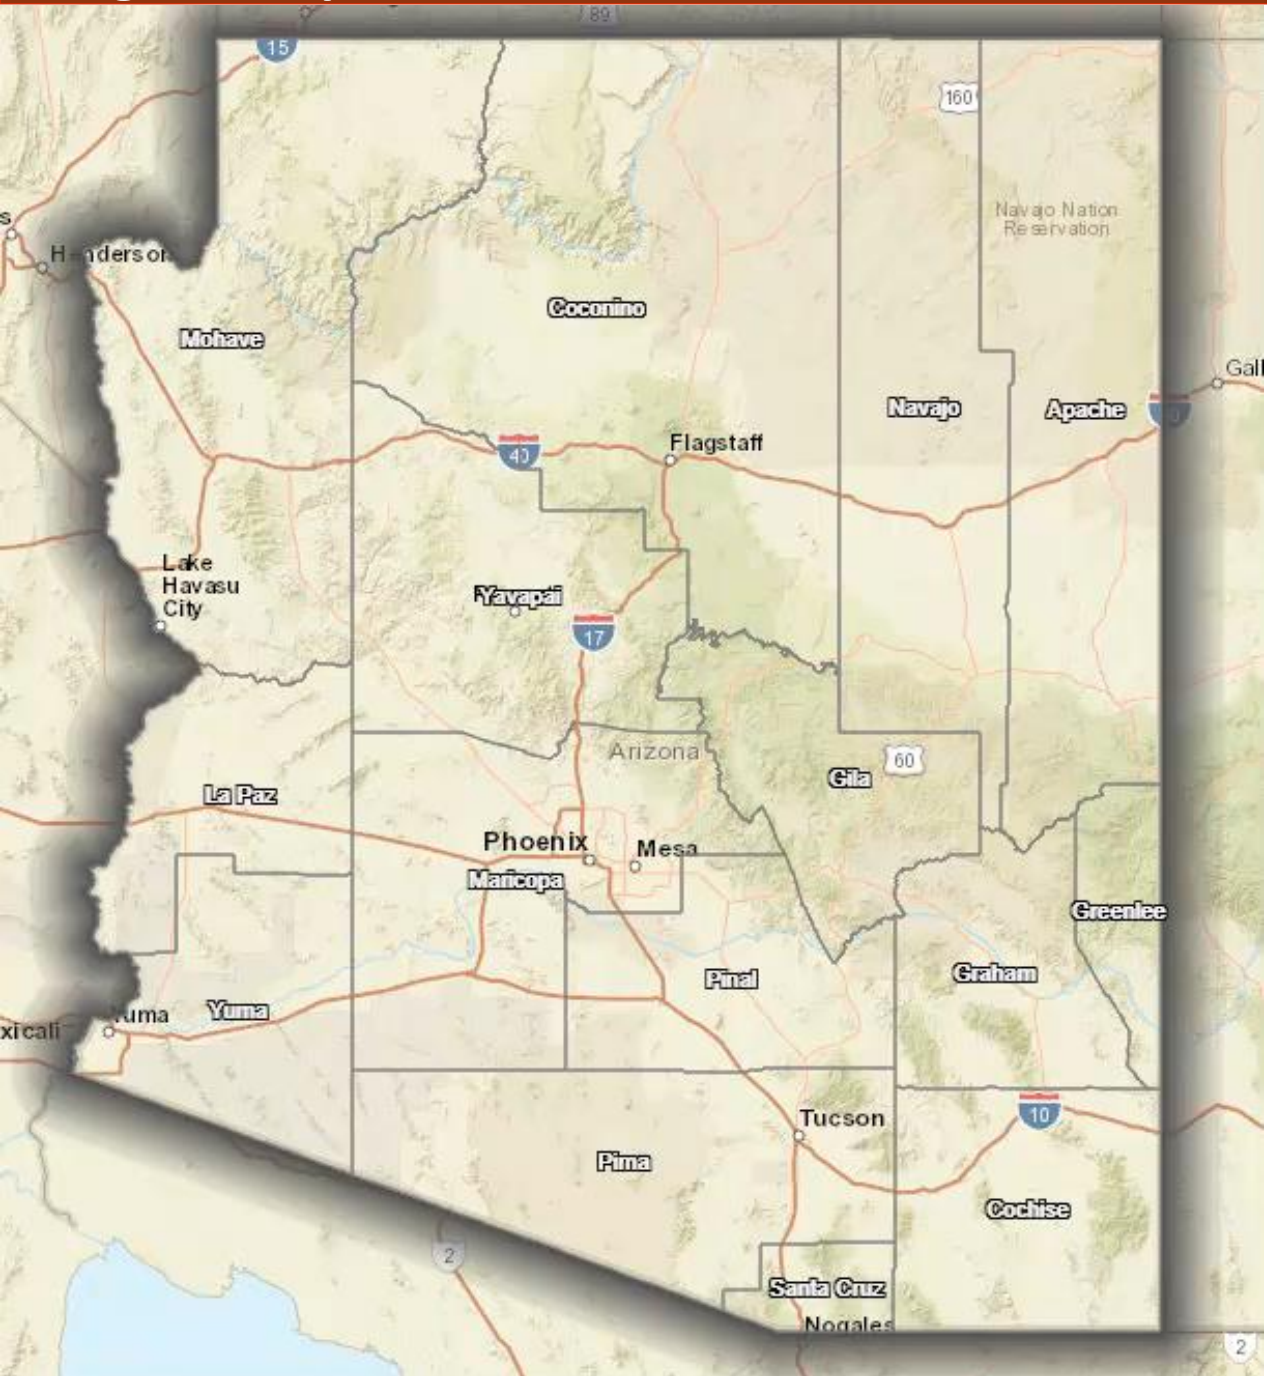 89
15
160
Navajo Nation
Reservation
Henderson
Coconino
Mohave
Gall
Navajo
Apache
Flagstaff
40
Lake
Havasu
City
Yavapai
17
Arizona
60
Gila
La Paz
Phoenix
Mesa
Maricopa
Greenlee
Graham
Pinal
Yuma
Yuma
xicali
10
Tucson
Pima
Cochise
2
Santa Cruz
Nogales
2